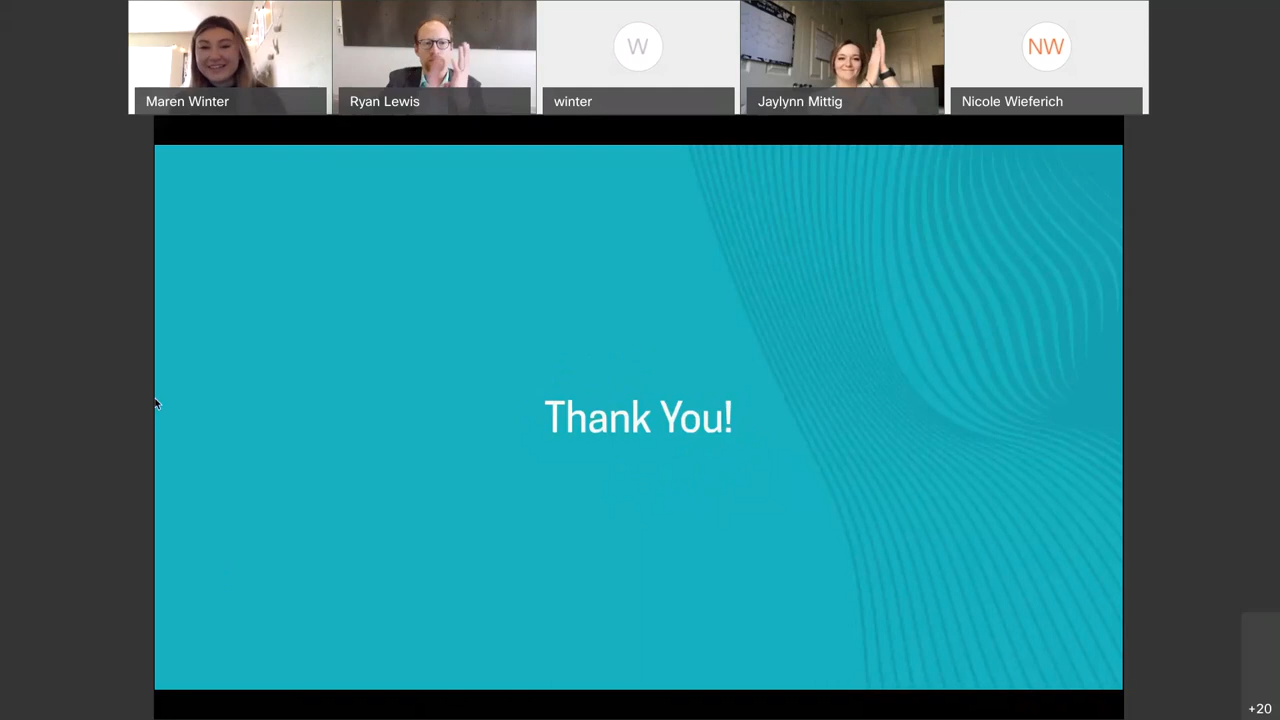 Maren Winter
Ryan Lewis
W
winter
Jaylynn Mittig
NW
Nicole Wieferich
Thank You!
+20